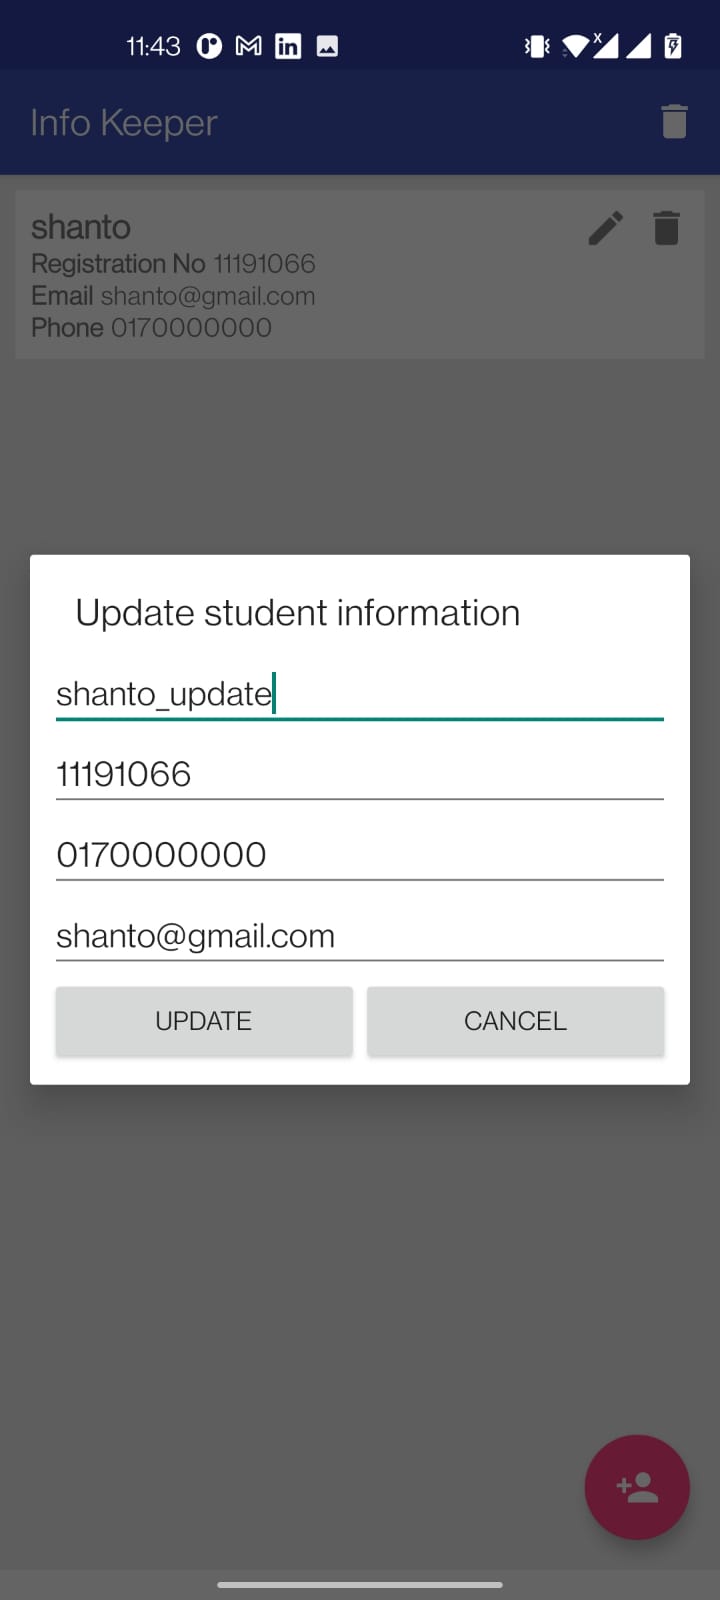 11:43
Info Keeper
shanto
Registration No 11191066
Email shanto@gmail.com
Phone 0170000000
Update student information
shanto_update
11191066
0170000000
shanto@gmail.com
UPDATE CANCEL